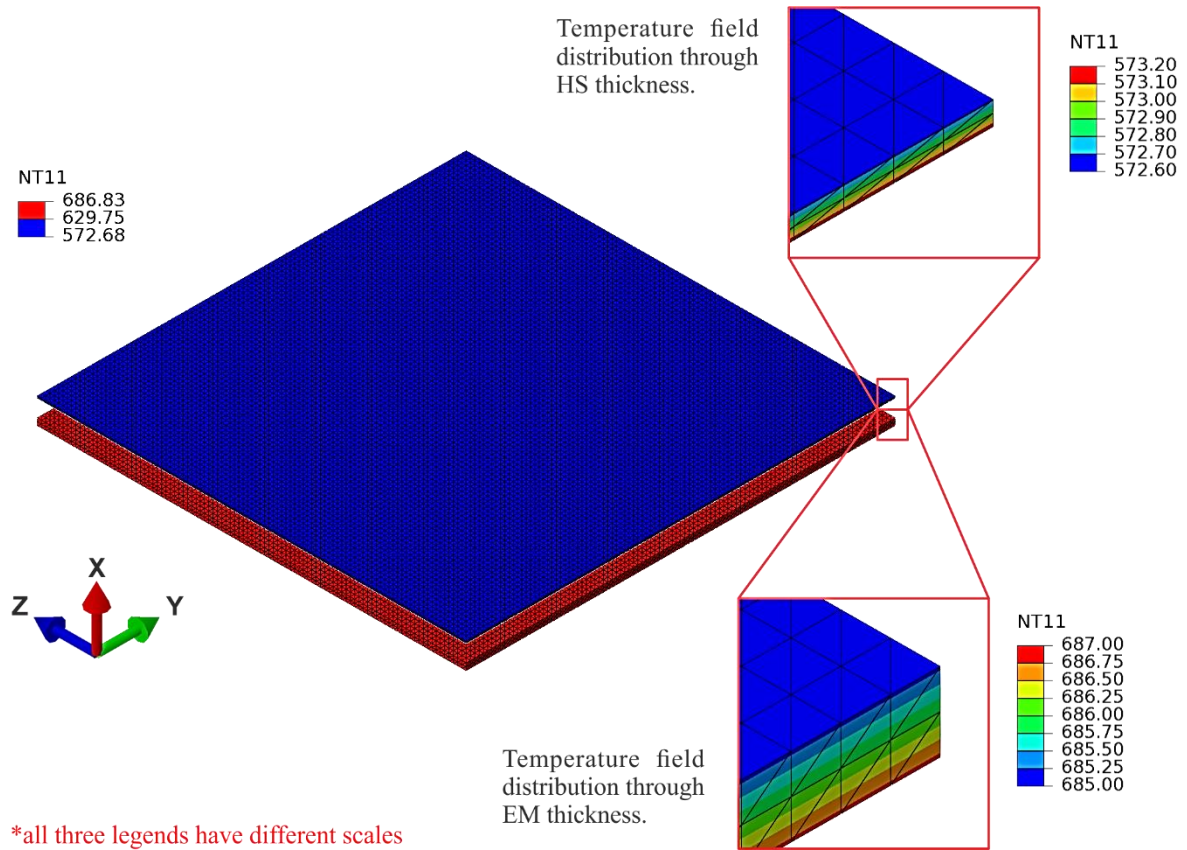 Temperature field
distribution through
HS thickness.
NT11
573.20
573.10
573.00
572.90
572.80
572.70
572.60
NT11
686.83
629.75
572.68
X
Z
Y
Temperature field
distribution through
EM thickness.
NT11
687.00
686.75
686.50
686.25
686.00
685.75
685.50
685.25
685.00
*all three legends have different scales